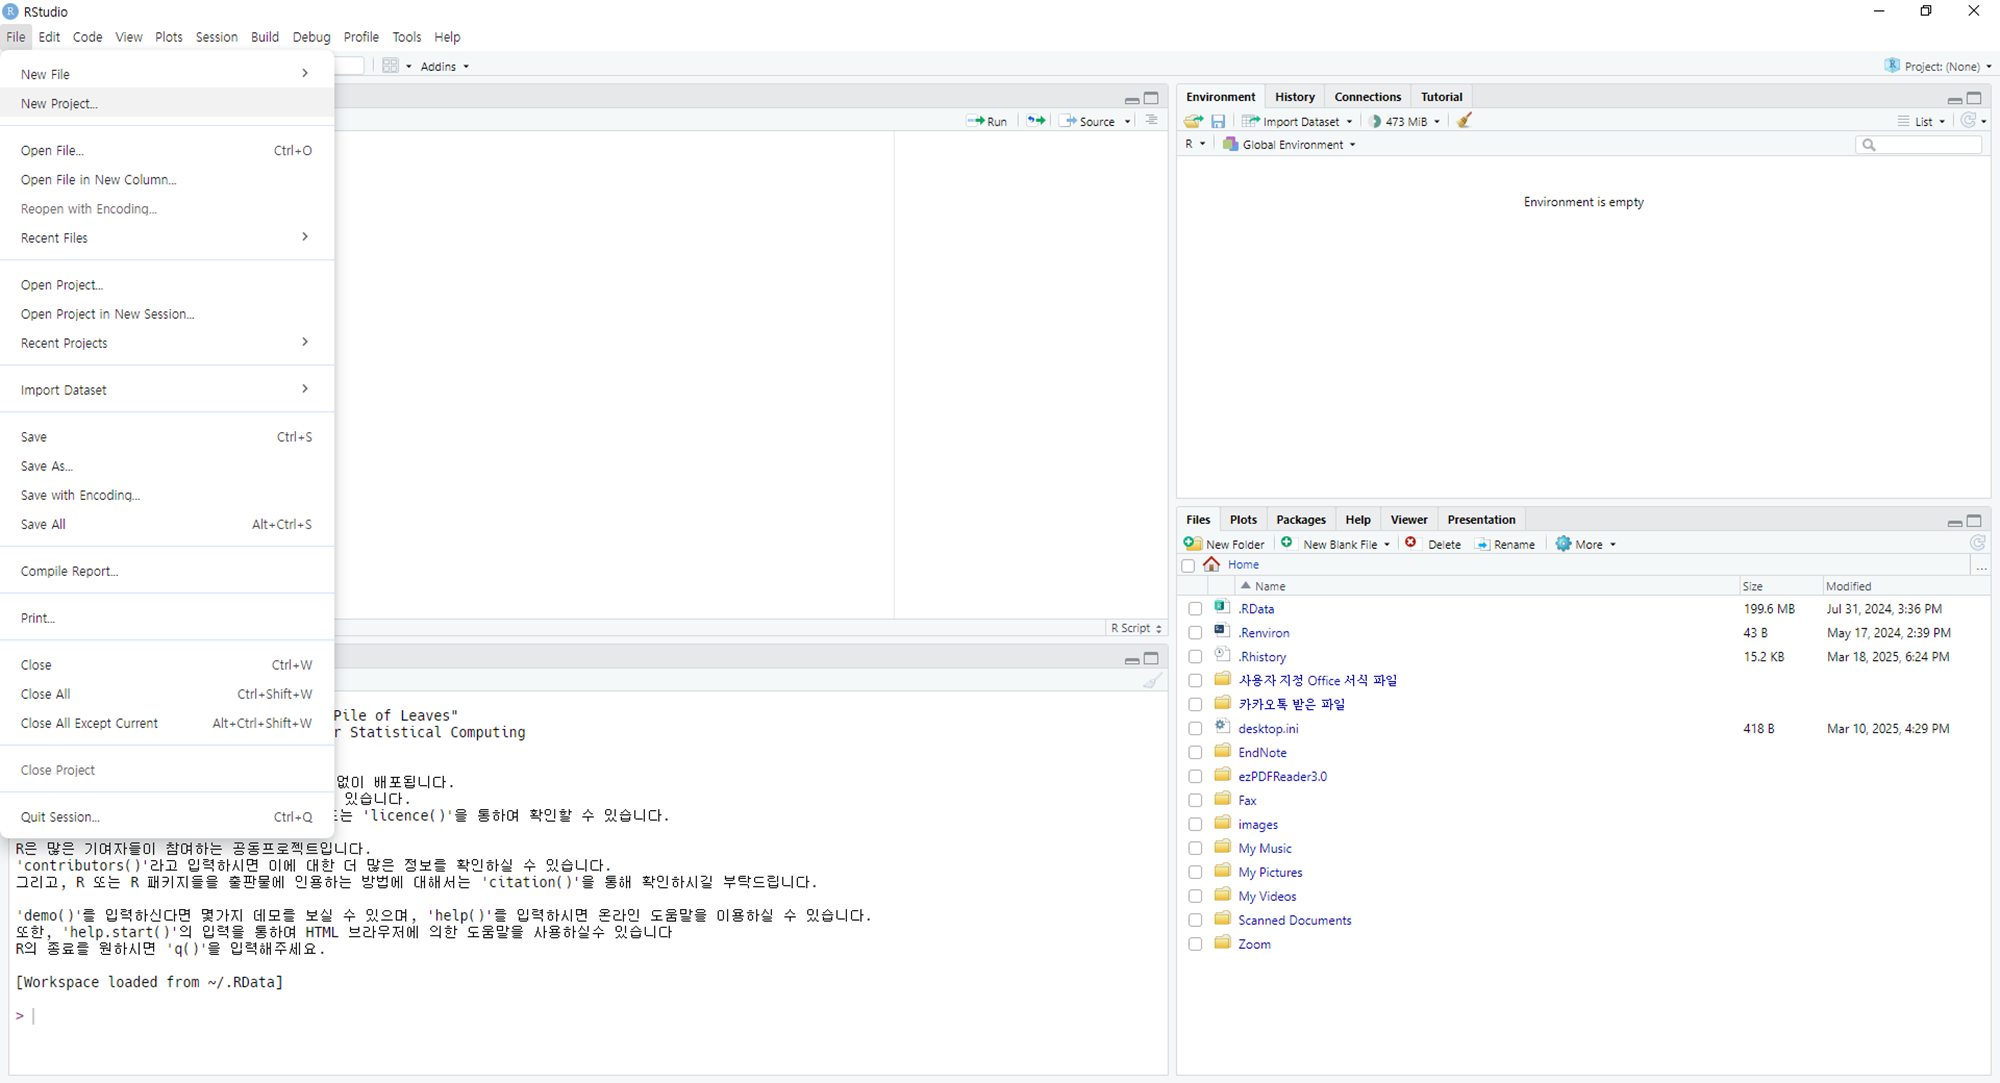 RStudio
File Edit Code View Plots Session Build Debug Profile Tools Help
Addins
Project: (None)
New File
New Project...
Open File... Ctrl+O
Open File in New Column...
Reopen with Encoding...
Recent Files
Open Project...
Open Project in New Session...
Recent Projects
Import Dataset
Save Ctrl+S
Save As...
Save with Encoding...
Save All Alt+Ctrl+S
Compile Report...
Print...
Close Ctrl+W
Close All Ctrl+Shift+W
Close All Except Current Alt+Ctrl+Shift+W
Close Project
Quit Session... Ctrl+Q
Run Source
R Script
Pile of Leaves"
r Statistical Computing
없이 배포됩니다.
있습니다.
는 'licence()'을 통하여 확인할 수 있습니다.
R은 많은 기여자들이 참여하는 공동프로젝트입니다.
'contributors()'라고 입력하시면 이에 대한 더 많은 정보를 확인하실 수 있습니다.
그리고, R 또는 R 패키지들을 출판물에 인용하는 방법에 대해서는 'citation()'을 통해 확인하시길 부탁드립니다.
'demo()'를 입력하신다면 몇가지 데모를 보실 수 있으며, 'help()'를 입력하시면 온라인 도움말을 이용하실 수 있습니다.
또한, 'help.start()'의 입력을 통하여 HTML 브라우저에 의한 도움말을 사용하실수 있습니다
R의 종료를 원하시면 'q()'을 입력해주세요.
[Workspace loaded from ~/.RData]
>
Environment History Connections Tutorial
Import Dataset 473 MiB List
R Global Environment
Environment is empty
Files Plots Packages Help Viewer Presentation
New Folder New Blank File Delete Rename More
Home ...
Name Size Modified
.RData 199.6 MB Jul 31, 2024, 3:36 PM
.Renviron 43 B May 17, 2024, 2:39 PM
.Rhistory 15.2 KB Mar 18, 2025, 6:24 PM
사용자 지정 Office 서식 파일
카카오톡 받은 파일
desktop.ini 418 B Mar 10, 2025, 4:29 PM
EndNote
ezPDFReader3.0
Fax
images
My Music
My Pictures
My Videos
Scanned Documents
Zoom